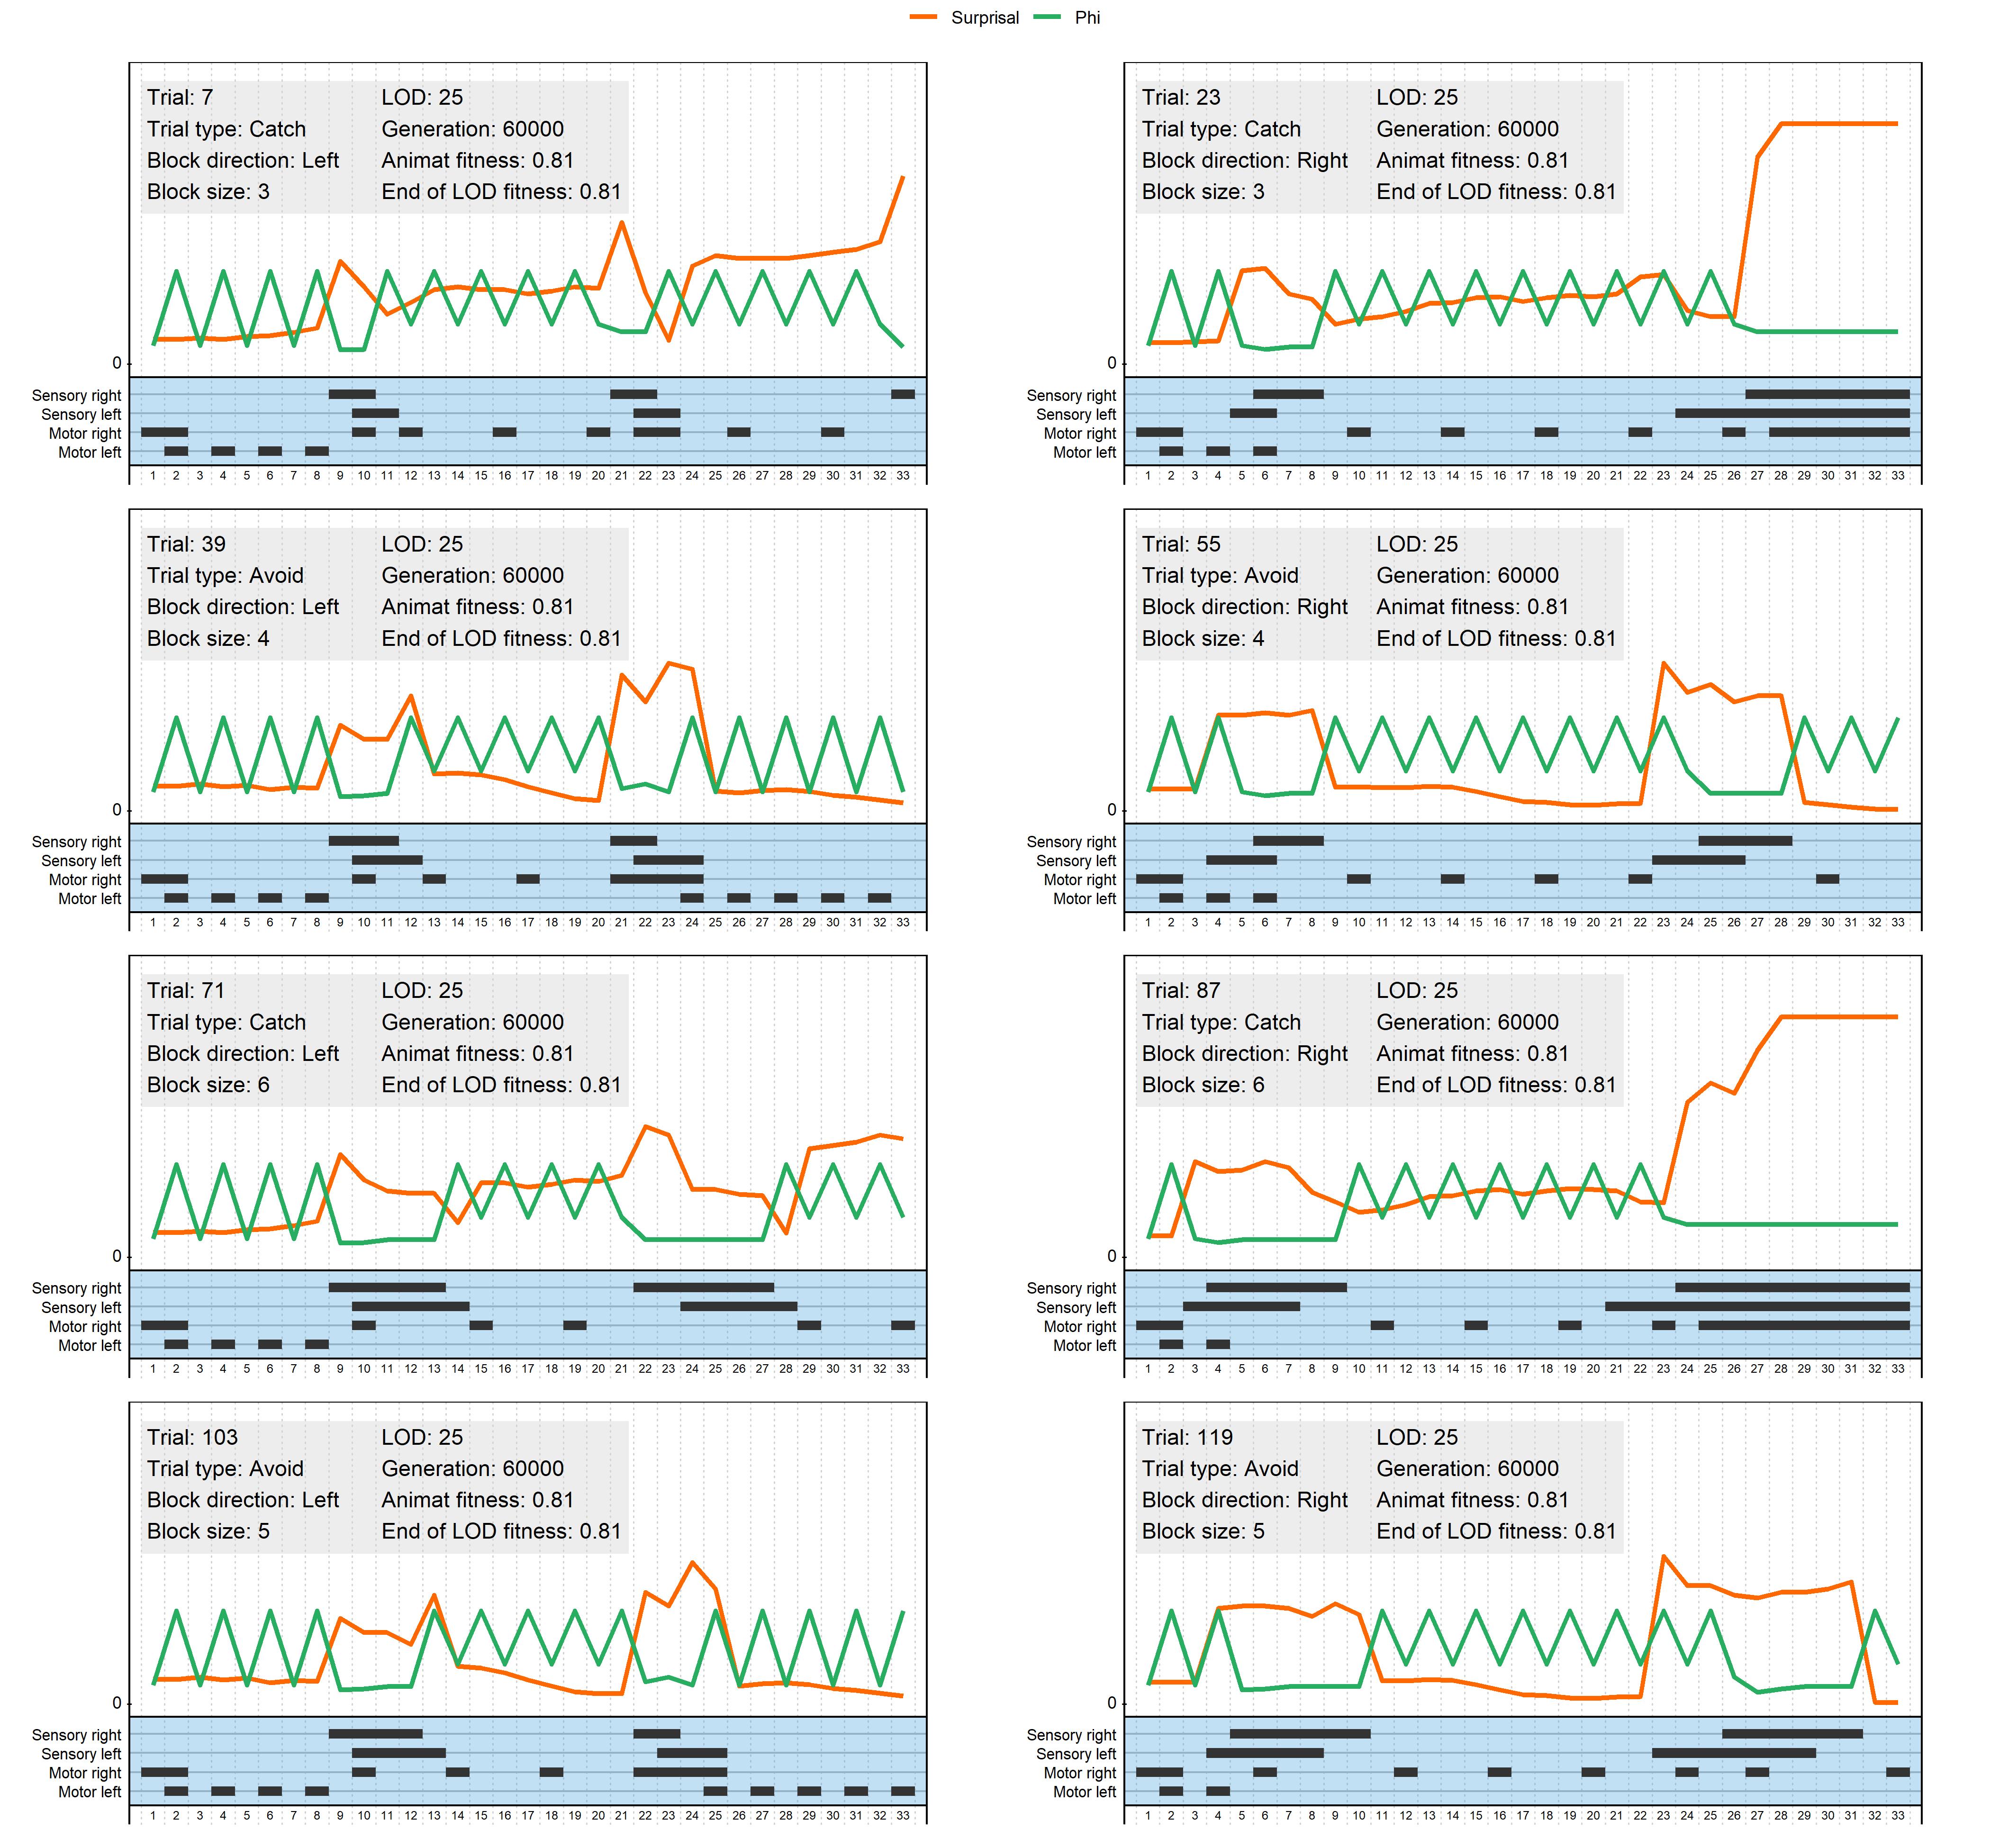 Surprisal Phi
Trial: 7 LOD: 25
Trial type: Catch Generation: 60000
Block direction: Left Animat fitness: 0.81
Block size: 3 End of LOD fitness: 0.81
0
Sensory right
Sensory left
Motor right
Motor left
1 2 3 4 5 6 7 8 9 10 11 12 13 14 15 16 17 18 19 20 21 22 23 24 25 26 27 28 29 30 31 32 33
Trial: 23 LOD: 25
Trial type: Catch Generation: 60000
Block direction: Right Animat fitness: 0.81
Block size: 3 End of LOD fitness: 0.81
0
Sensory right
Sensory left
Motor right
Motor left
1 2 3 4 5 6 7 8 9 10 11 12 13 14 15 16 17 18 19 20 21 22 23 24 25 26 27 28 29 30 31 32 33
Trial: 39 LOD: 25
Trial type: Avoid Generation: 60000
Block direction: Left Animat fitness: 0.81
Block size: 4 End of LOD fitness: 0.81
0
Sensory right
Sensory left
Motor right
Motor left
1 2 3 4 5 6 7 8 9 10 11 12 13 14 15 16 17 18 19 20 21 22 23 24 25 26 27 28 29 30 31 32 33
Trial: 55 LOD: 25
Trial type: Avoid Generation: 60000
Block direction: Right Animat fitness: 0.81
Block size: 4 End of LOD fitness: 0.81
0
Sensory right
Sensory left
Motor right
Motor left
1 2 3 4 5 6 7 8 9 10 11 12 13 14 15 16 17 18 19 20 21 22 23 24 25 26 27 28 29 30 31 32 33
Trial: 71 LOD: 25
Trial type: Catch Generation: 60000
Block direction: Left Animat fitness: 0.81
Block size: 6 End of LOD fitness: 0.81
0
Sensory right
Sensory left
Motor right
Motor left
1 2 3 4 5 6 7 8 9 10 11 12 13 14 15 16 17 18 19 20 21 22 23 24 25 26 27 28 29 30 31 32 33
Trial: 87 LOD: 25
Trial type: Catch Generation: 60000
Block direction: Right Animat fitness: 0.81
Block size: 6 End of LOD fitness: 0.81
0
Sensory right
Sensory left
Motor right
Motor left
1 2 3 4 5 6 7 8 9 10 11 12 13 14 15 16 17 18 19 20 21 22 23 24 25 26 27 28 29 30 31 32 33
Trial: 103 LOD: 25
Trial type: Avoid Generation: 60000
Block direction: Left Animat fitness: 0.81
Block size: 5 End of LOD fitness: 0.81
0
Sensory right
Sensory left
Motor right
Motor left
1 2 3 4 5 6 7 8 9 10 11 12 13 14 15 16 17 18 19 20 21 22 23 24 25 26 27 28 29 30 31 32 33
Trial: 119 LOD: 25
Trial type: Avoid Generation: 60000
Block direction: Right Animat fitness: 0.81
Block size: 5 End of LOD fitness: 0.81
0
Sensory right
Sensory left
Motor right
Motor left
1 2 3 4 5 6 7 8 9 10 11 12 13 14 15 16 17 18 19 20 21 22 23 24 25 26 27 28 29 30 31 32 33